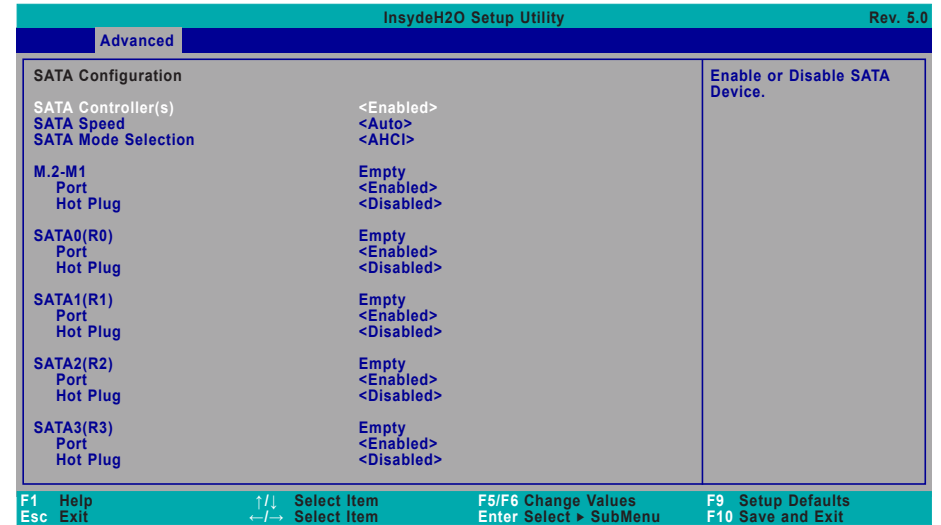 InsydeH2O Setup Utility Rev. 5.0
Advanced
SATA Configuration
SATA Controller(s) <Enabled>
SATA Speed <Auto>
SATA Mode Selection <AHCI>
M.2-M1 Empty
Port <Enabled>
Hot Plug <Disabled>
SATA0(R0) Empty
Port <Enabled>
Hot Plug <Disabled>
SATA1(R1) Empty
Port <Enabled>
Hot Plug <Disabled>
SATA2(R2) Empty
Port <Enabled>
Hot Plug <Disabled>
SATA3(R3) Empty
Port <Enabled>
Hot Plug <Disabled>
Enable or Disable SATA
Device.
F1 Help ↑/↓ Select Item F5/F6 Change Values F9 Setup Defaults
Esc Exit ←/→ Select Item Enter Select ▸ SubMenu F10 Save and Exit